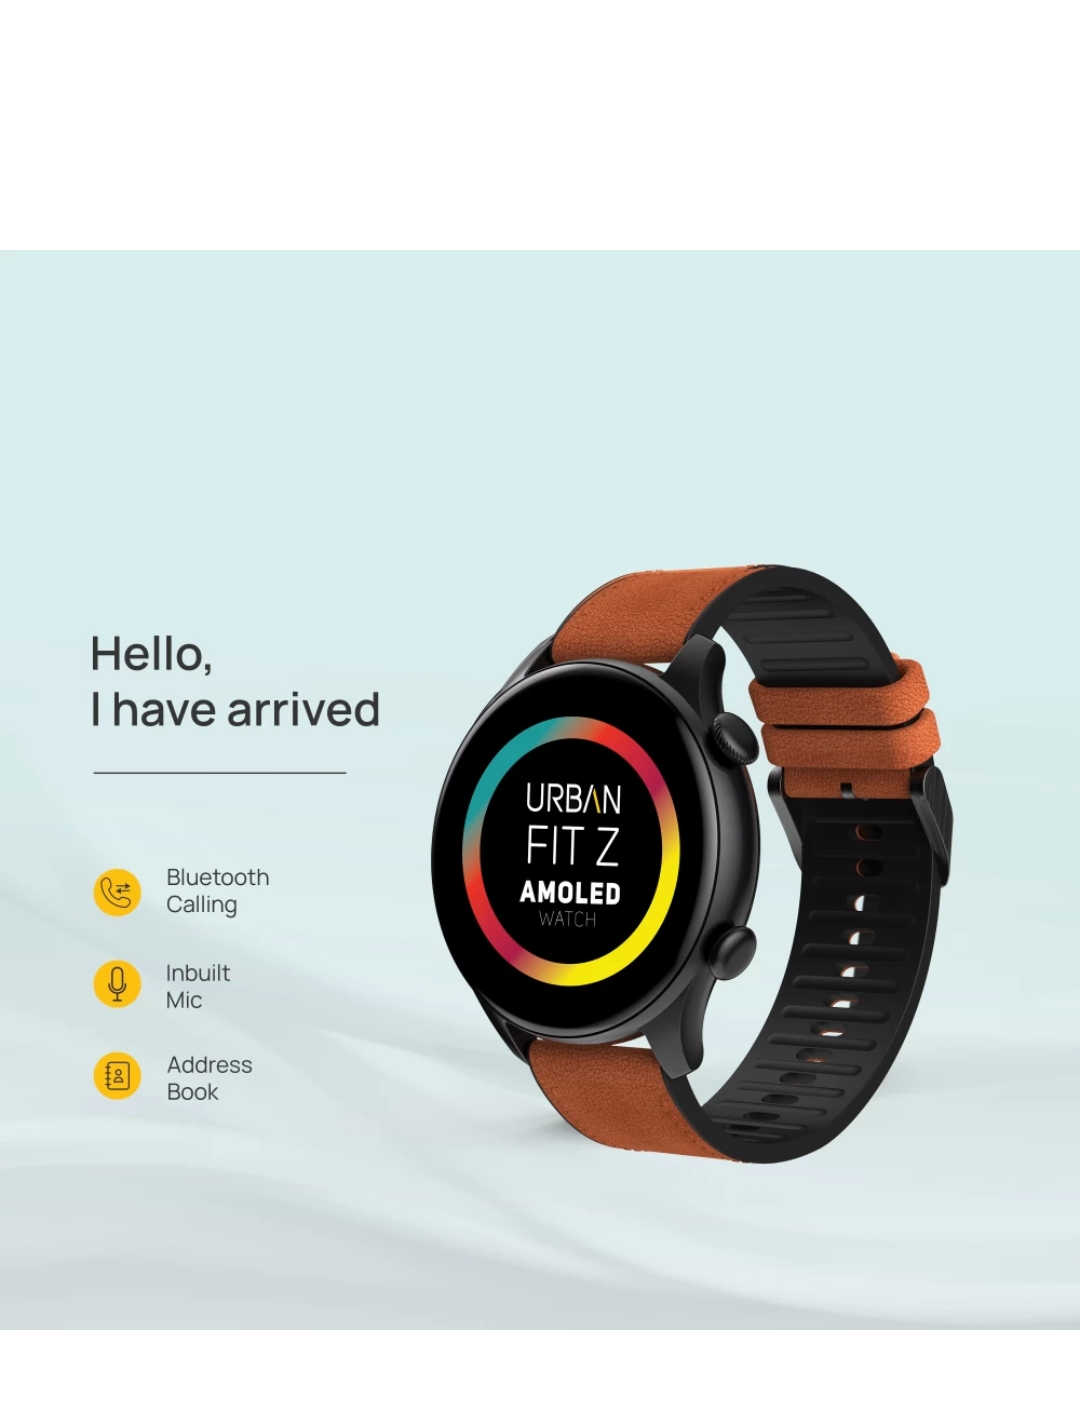 Hello,
I have arrived
Bluetooth
Calling
Inbuilt
Mic
Address
Book
URBAN
FIT Z
AMOLED
WATCH